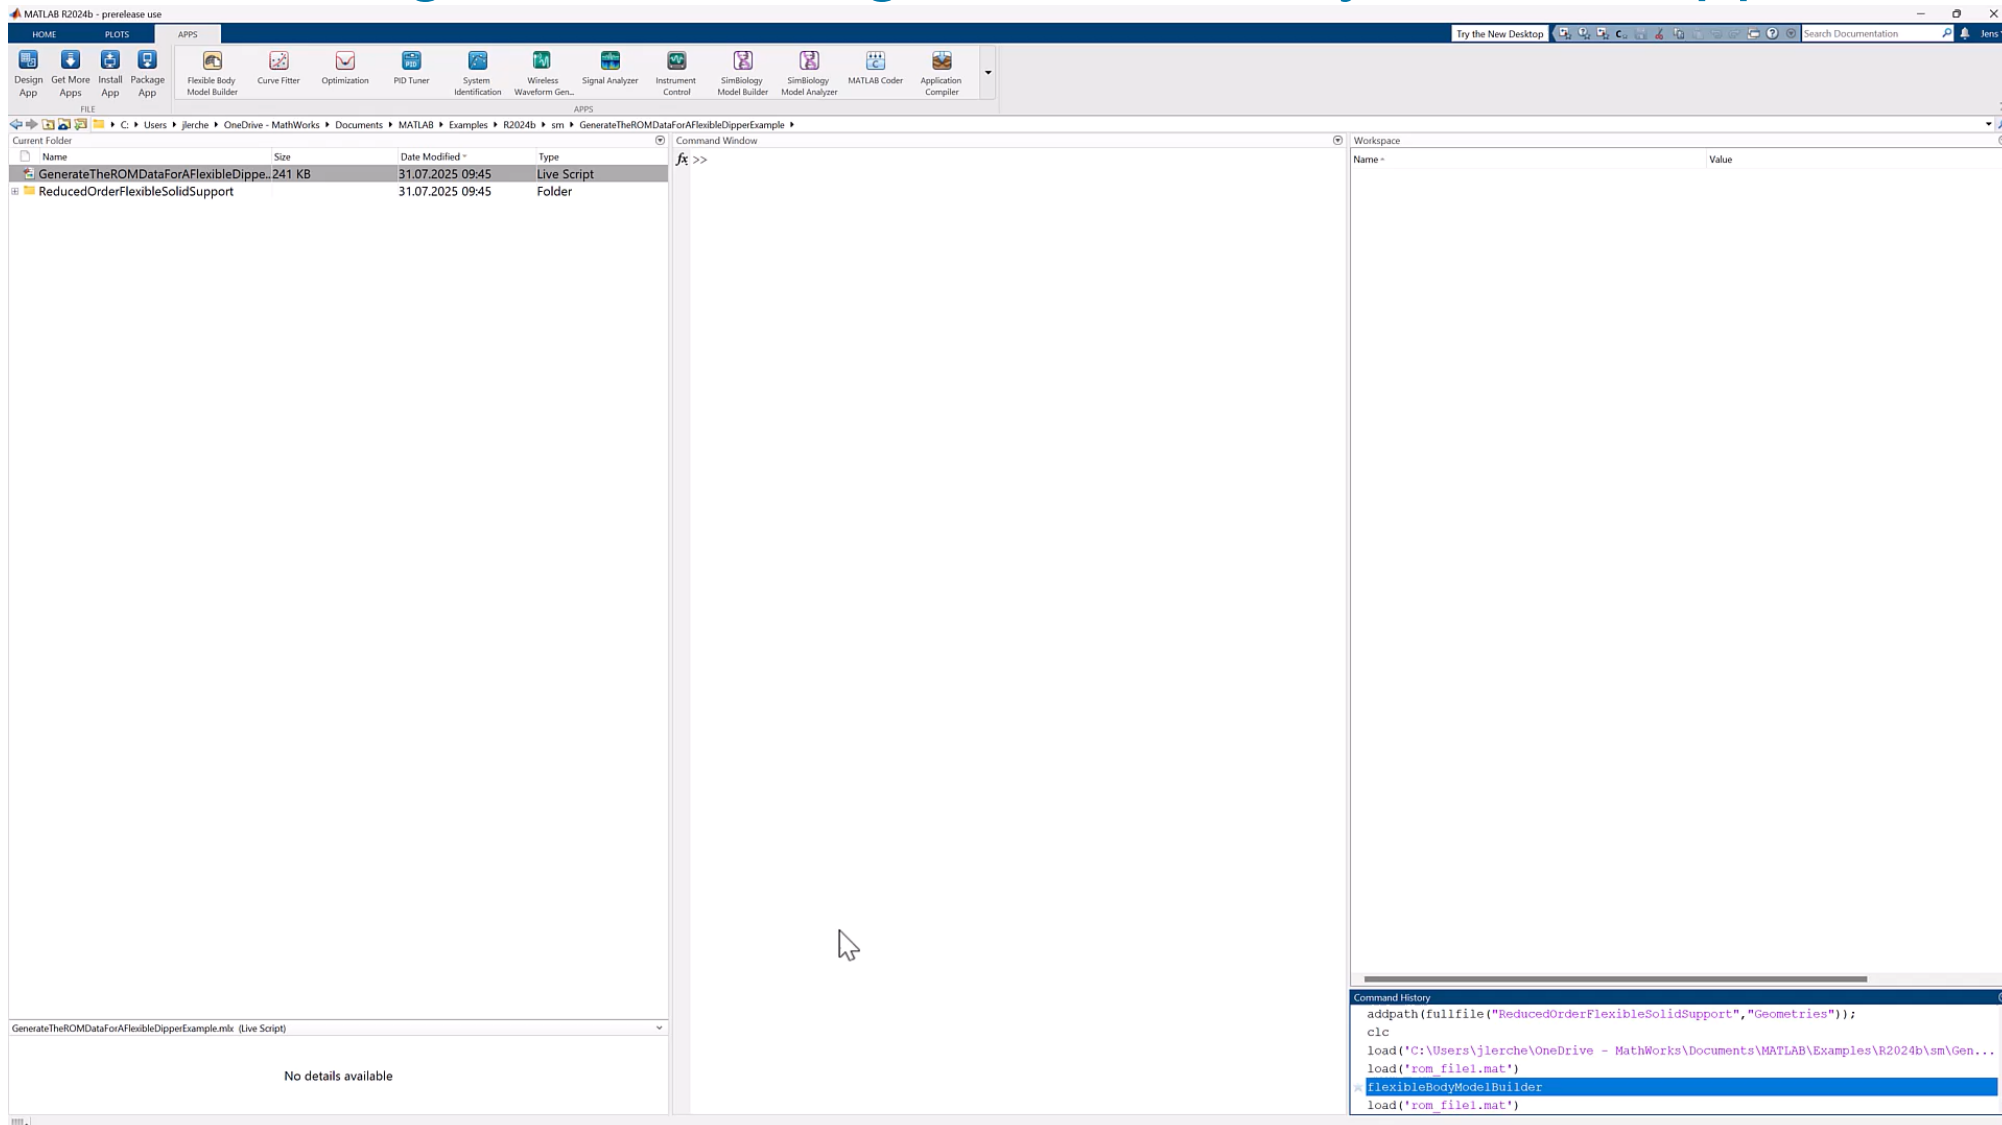 MATLAB R2024b - prerelease use
HOME PLOTS APPS
Try the New Desktop Search Documentation Jens
Design App Get More Apps Install App Package App Flexible Body Model Builder Curve Fitter Optimization PID Tuner System Identification Wireless Waveform Gen... Signal Analyzer Instrument Control SimBiology Model Builder SimBiology Model Analyzer MATLAB Coder Application Compiler
FILE APPS
C: Users jlerche OneDrive - MathWorks Documents MATLAB Examples R2024b sm GenerateTheROMDataForAFlexibleDipperExample
Current Folder
Name Size Date Modified Type
GenerateTheROMDataForAFlexibleDippe... 241 KB 31.07.2025 09:45 Live Script
ReducedOrderFlexibleSolidSupport 31.07.2025 09:45 Folder
GenerateTheROMDataForAFlexibleDipperExample.mlx (Live Script)
No details available
Command Window
fx >>
Workspace
Name Value
Command History
addpath(fullfile("ReducedOrderFlexibleSolidSupport","Geometries"));
clc
load('C:\Users\jlerche\OneDrive - MathWorks\Documents\MATLAB\Examples\R2024b\sm\Gen...
load('rom_file1.mat')
flexibleBodyModelBuilder
load('rom_file1.mat')